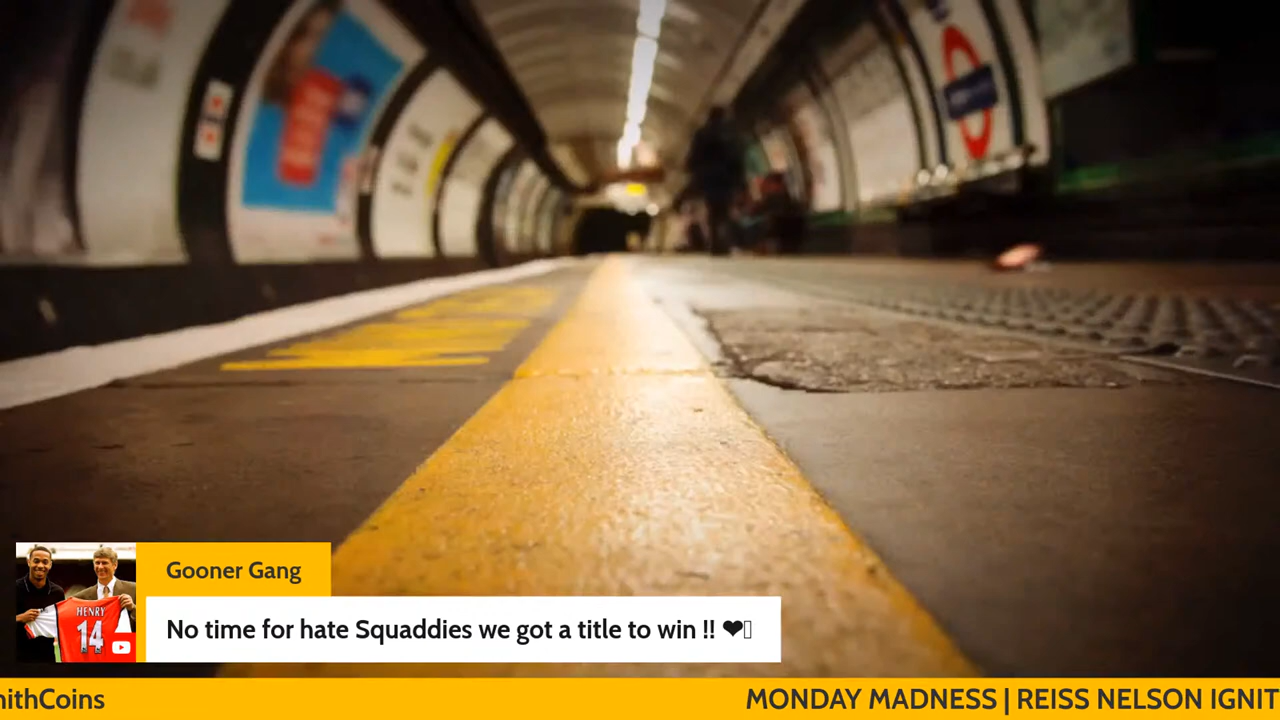 Gooner Gang
HENRY
14
No time for hate Squaddies we got a title to win !! ❤
nithCoins
MONDAY MADNESS | REISS NELSON IGNIT